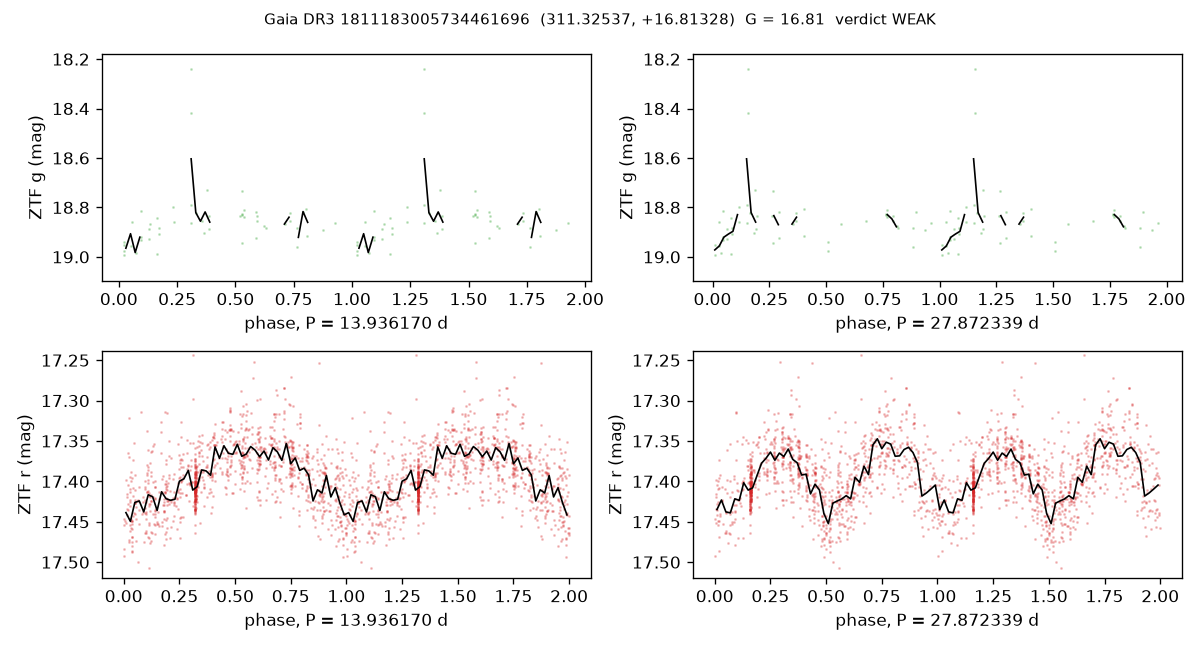 Gaia DR3 1811183005734461696  (311.32537, +16.81328)  G = 16.81  verdict WEAK
ZTF g (mag)
18.2
18.4
18.6
18.8
19.0
0.00 0.25 0.50 0.75 1.00 1.25 1.50 1.75 2.00
phase, P = 13.936170 d
ZTF g (mag)
18.2
18.4
18.6
18.8
19.0
0.00 0.25 0.50 0.75 1.00 1.25 1.50 1.75 2.00
phase, P = 27.872339 d
ZTF r (mag)
17.25
17.30
17.35
17.40
17.45
17.50
0.00 0.25 0.50 0.75 1.00 1.25 1.50 1.75 2.00
phase, P = 13.936170 d
ZTF r (mag)
17.25
17.30
17.35
17.40
17.45
17.50
0.00 0.25 0.50 0.75 1.00 1.25 1.50 1.75 2.00
phase, P = 27.872339 d